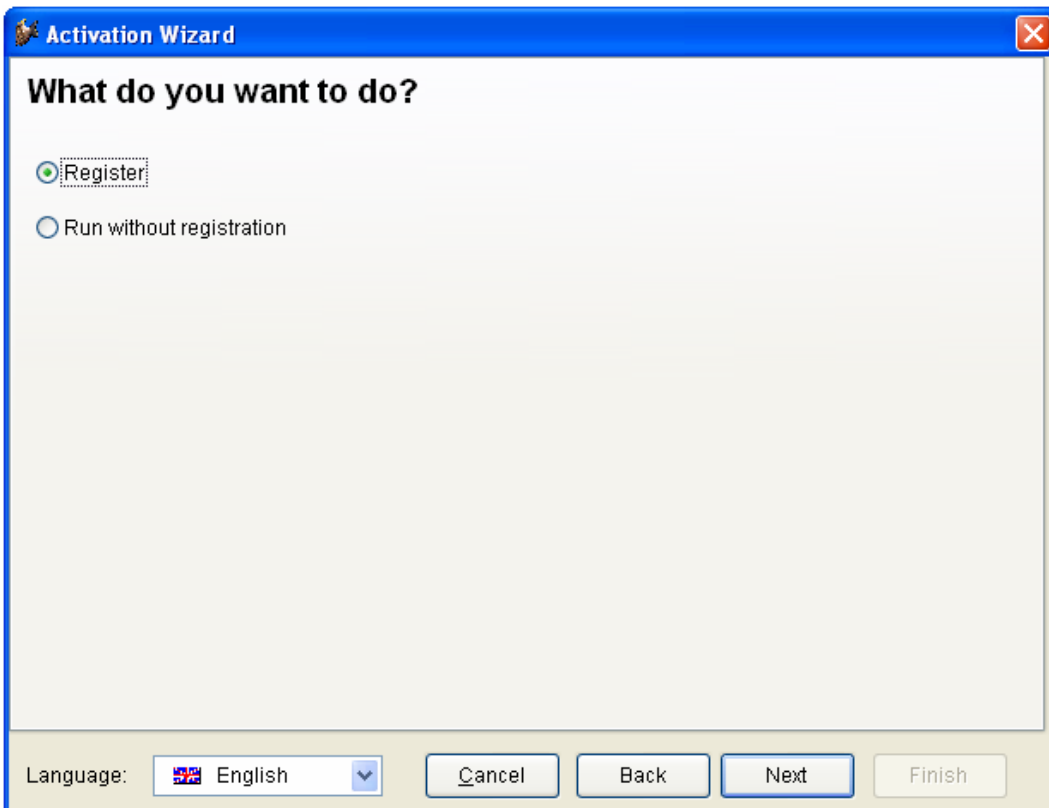 Activation Wizard
What do you want to do?
Register
Run without registration
Language: English Cancel Back Next Finish